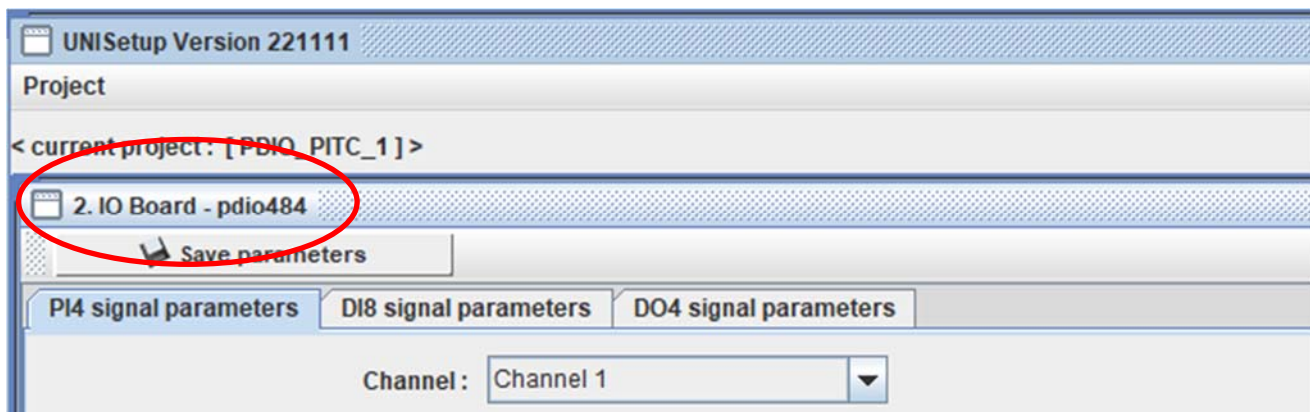 UNISetup Version 221111
Project
< current project : [ PDIO_PITC_1 ] >
2. IO Board - pdio484
Save parameters
PI4 signal parameters DI8 signal parameters DO4 signal parameters
Channel : Channel 1